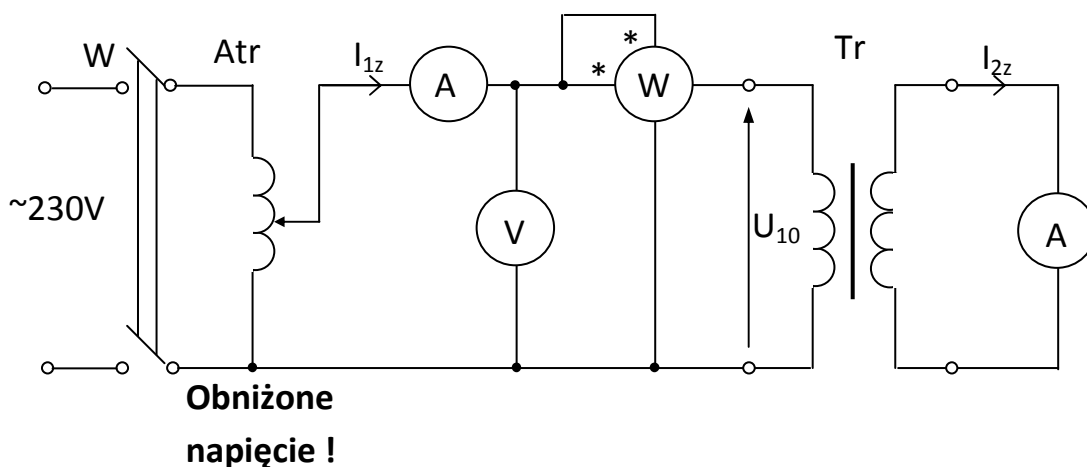 W
Atr
I1z
A
*
*
W
Tr
I2z
~230V
V
U10
A
Obniżone
napięcie !